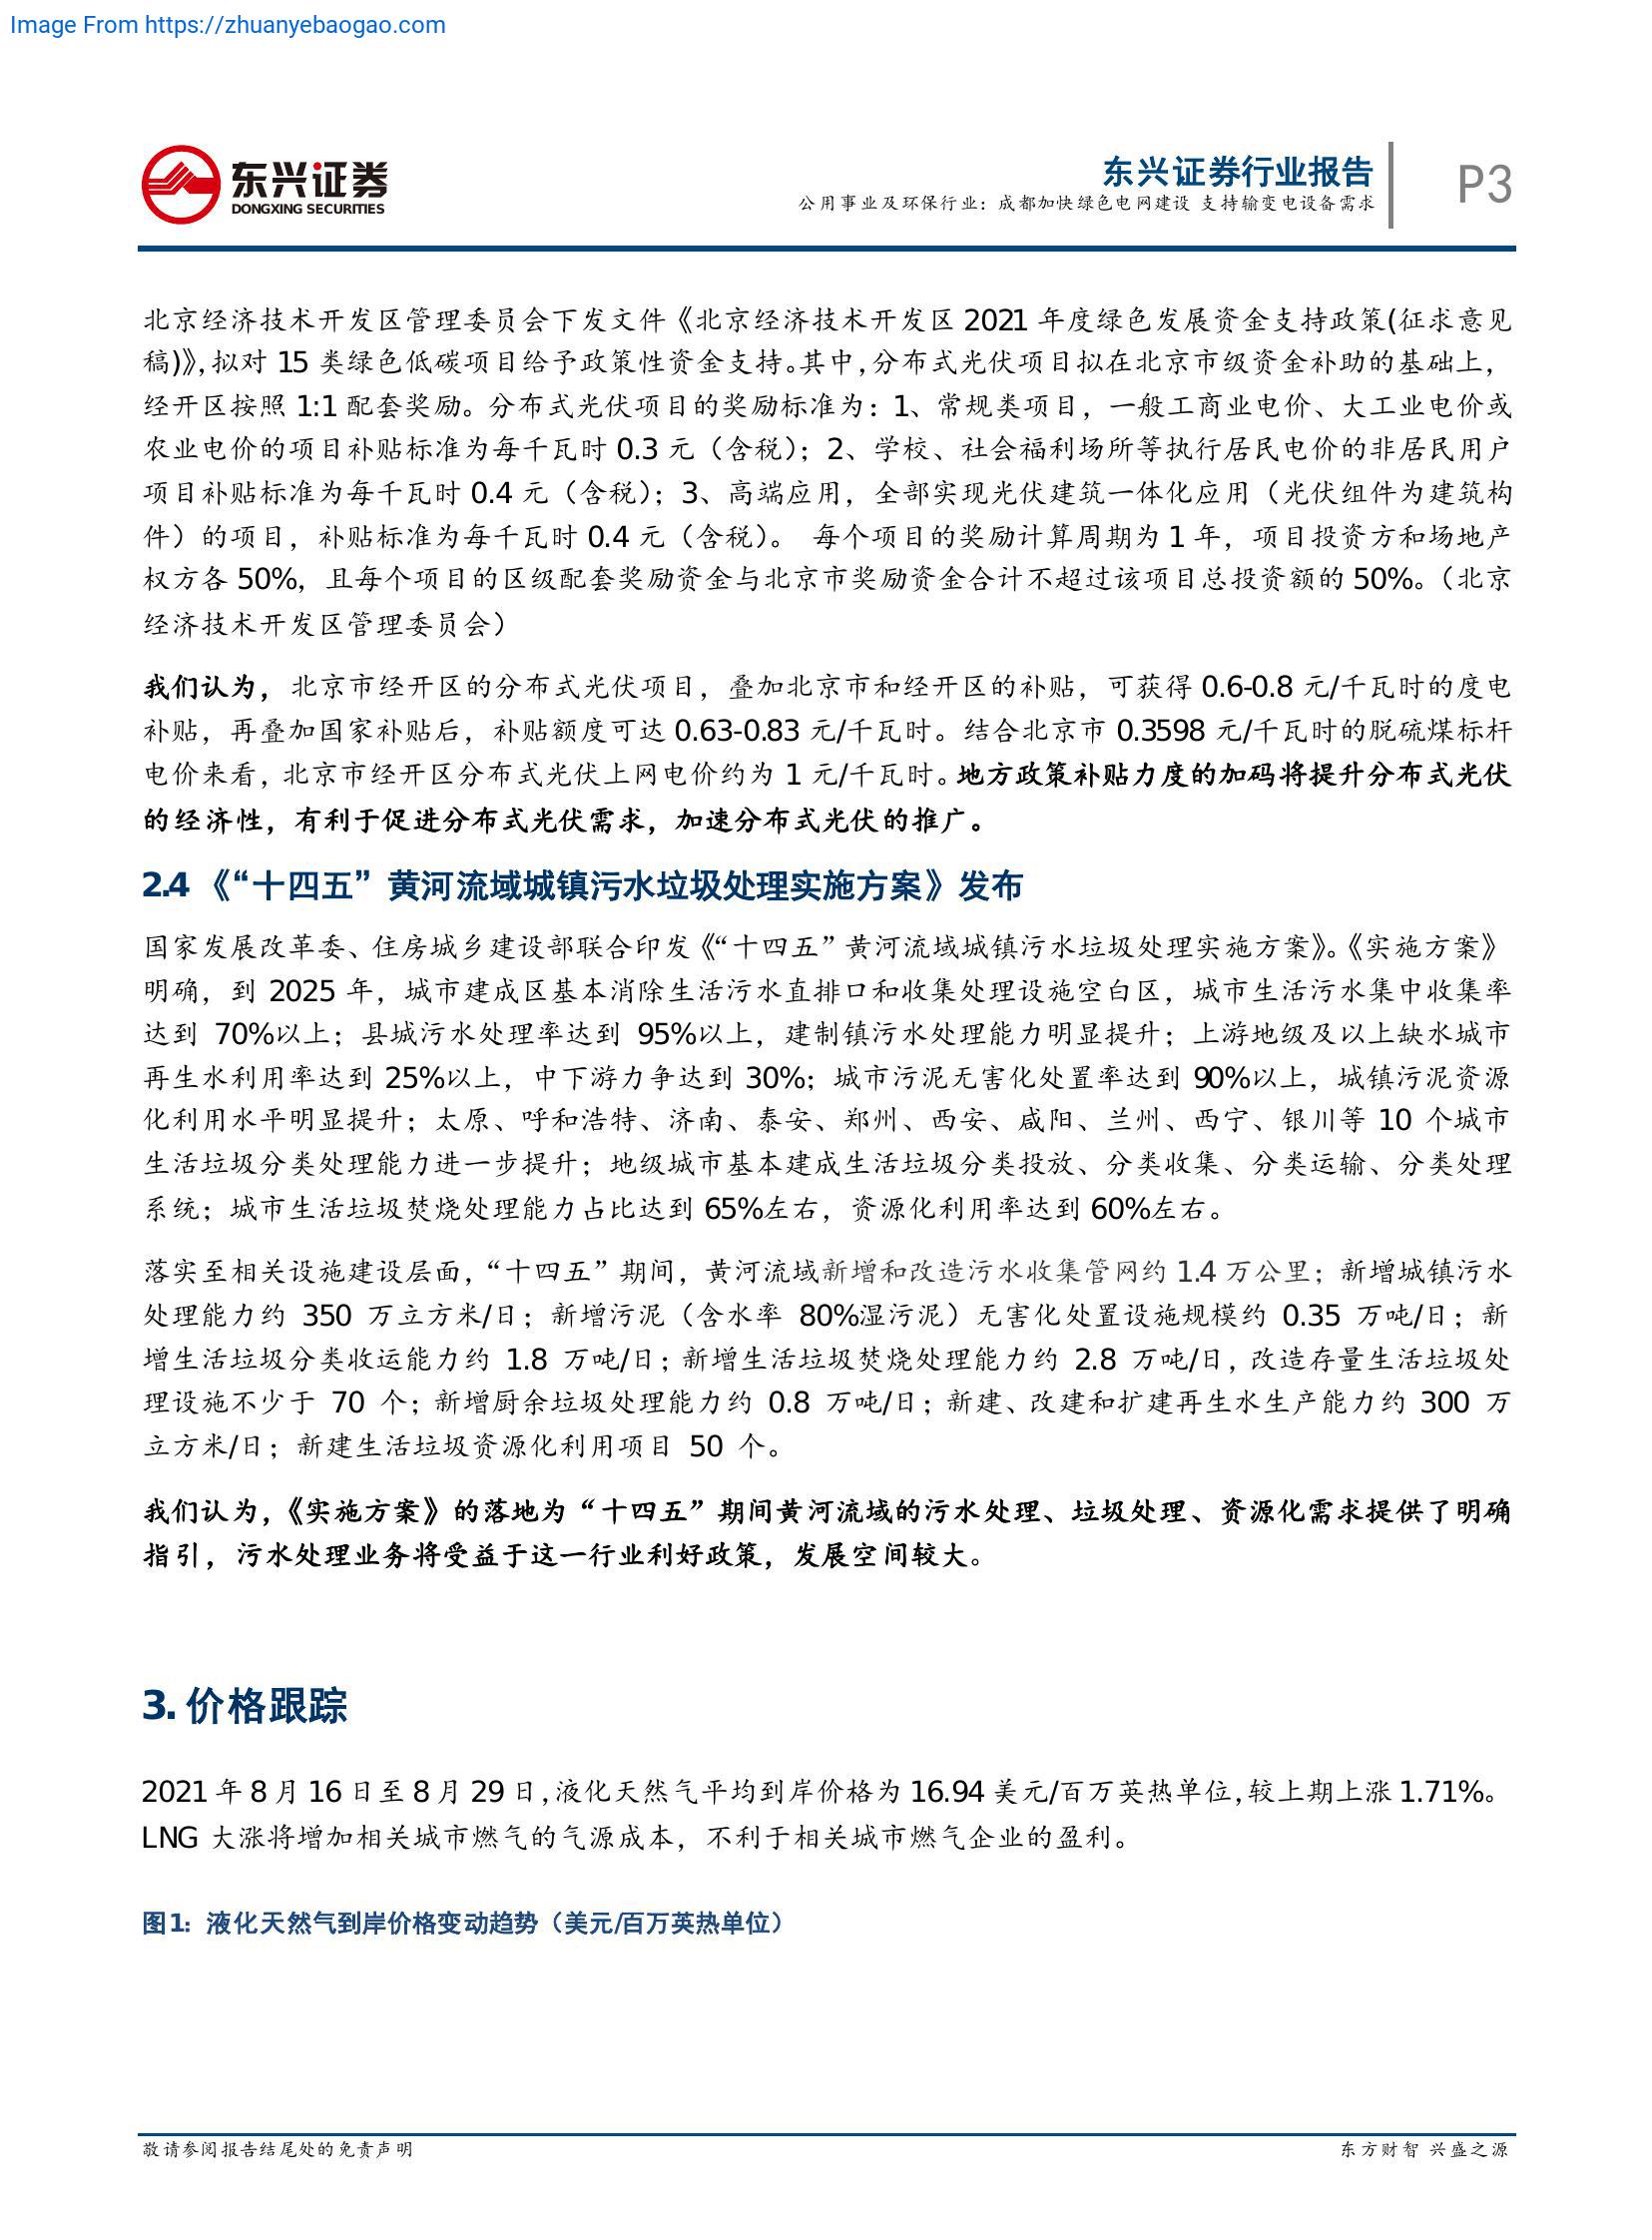 Image From https://zhuanyebaogao.com
东兴证券
DONGXING SECURITIES
东兴证券行业报告
公用事业及环保行业：成都加快绿色电网建设 支持输变电设备需求
P3
北京经济技术开发区管理委员会下发文件《北京经济技术开发区 2021 年度绿色发展资金支持政策(征求意见
稿)》，拟对 15 类绿色低碳项目给予政策性资金支持。其中，分布式光伏项目拟在北京市级资金补助的基础上，
经开区按照 1:1 配套奖励。分布式光伏项目的奖励标准为：1、常规类项目，一般工商业电价、大工业电价或
农业电价的项目补贴标准为每千瓦时 0.3 元（含税）；2、学校、社会福利场所等执行居民电价的非居民用户
项目补贴标准为每千瓦时 0.4 元（含税）；3、高端应用，全部实现光伏建筑一体化应用（光伏组件为建筑构
件）的项目，补贴标准为每千瓦时 0.4 元（含税）。 每个项目的奖励计算周期为 1 年，项目投资方和场地产
权方各 50%，且每个项目的区级配套奖励资金与北京市奖励资金合计不超过该项目总投资额的 50%。（北京
经济技术开发区管理委员会）
我们认为，北京市经开区的分布式光伏项目，叠加北京市和经开区的补贴，可获得 0.6-0.8 元/千瓦时的度电
补贴，再叠加国家补贴后，补贴额度可达 0.63-0.83 元/千瓦时。结合北京市 0.3598 元/千瓦时的脱硫煤标杆
电价来看，北京市经开区分布式光伏上网电价约为 1 元/千瓦时。地方政策补贴力度的加码将提升分布式光伏
的经济性，有利于促进分布式光伏需求，加速分布式光伏的推广。
2.4 《“十四五”黄河流域城镇污水垃圾处理实施方案》发布
国家发展改革委、住房城乡建设部联合印发《“十四五”黄河流域城镇污水垃圾处理实施方案》。《实施方案》
明确，到 2025 年，城市建成区基本消除生活污水直排口和收集处理设施空白区，城市生活污水集中收集率
达到 70%以上；县城污水处理率达到 95%以上，建制镇污水处理能力明显提升；上游地级及以上缺水城市
再生水利用率达到 25%以上，中下游力争达到 30%；城市污泥无害化处置率达到 90%以上，城镇污泥资源
化利用水平明显提升；太原、呼和浩特、济南、泰安、郑州、西安、咸阳、兰州、西宁、银川等 10 个城市
生活垃圾分类处理能力进一步提升；地级城市基本建成生活垃圾分类投放、分类收集、分类运输、分类处理
系统；城市生活垃圾焚烧处理能力占比达到 65%左右，资源化利用率达到 60%左右。
落实至相关设施建设层面，“十四五”期间，黄河流域新增和改造污水收集管网约 1.4 万公里；新增城镇污水
处理能力约 350 万立方米/日；新增污泥（含水率 80%湿污泥）无害化处置设施规模约 0.35 万吨/日；新
增生活垃圾分类收运能力约 1.8 万吨/日；新增生活垃圾焚烧处理能力约 2.8 万吨/日，改造存量生活垃圾处
理设施不少于 70 个；新增厨余垃圾处理能力约 0.8 万吨/日；新建、改建和扩建再生水生产能力约 300 万
立方米/日；新建生活垃圾资源化利用项目 50 个。
我们认为，《实施方案》的落地为“十四五”期间黄河流域的污水处理、垃圾处理、资源化需求提供了明确
指引，污水处理业务将受益于这一行业利好政策，发展空间较大。
3. 价格跟踪
2021 年 8 月 16 日至 8 月 29 日，液化天然气平均到岸价格为 16.94 美元/百万英热单位，较上期上涨 1.71%。
LNG 大涨将增加相关城市燃气的气源成本，不利于相关城市燃气企业的盈利。
图1：液化天然气到岸价格变动趋势（美元/百万英热单位）
敬请参阅报告结尾处的免责声明
东方财智 兴盛之源